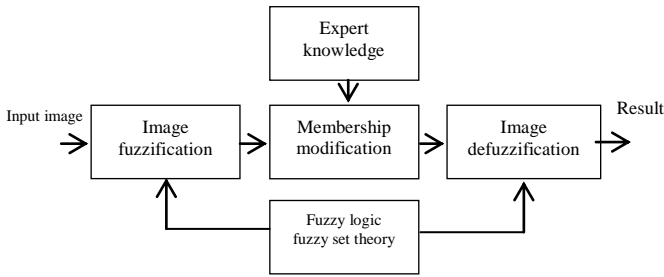 Expert
knowledge
Input image
Image
fuzzification
Membership
modification
Image
defuzzification
Result
Fuzzy logic
fuzzy set theory